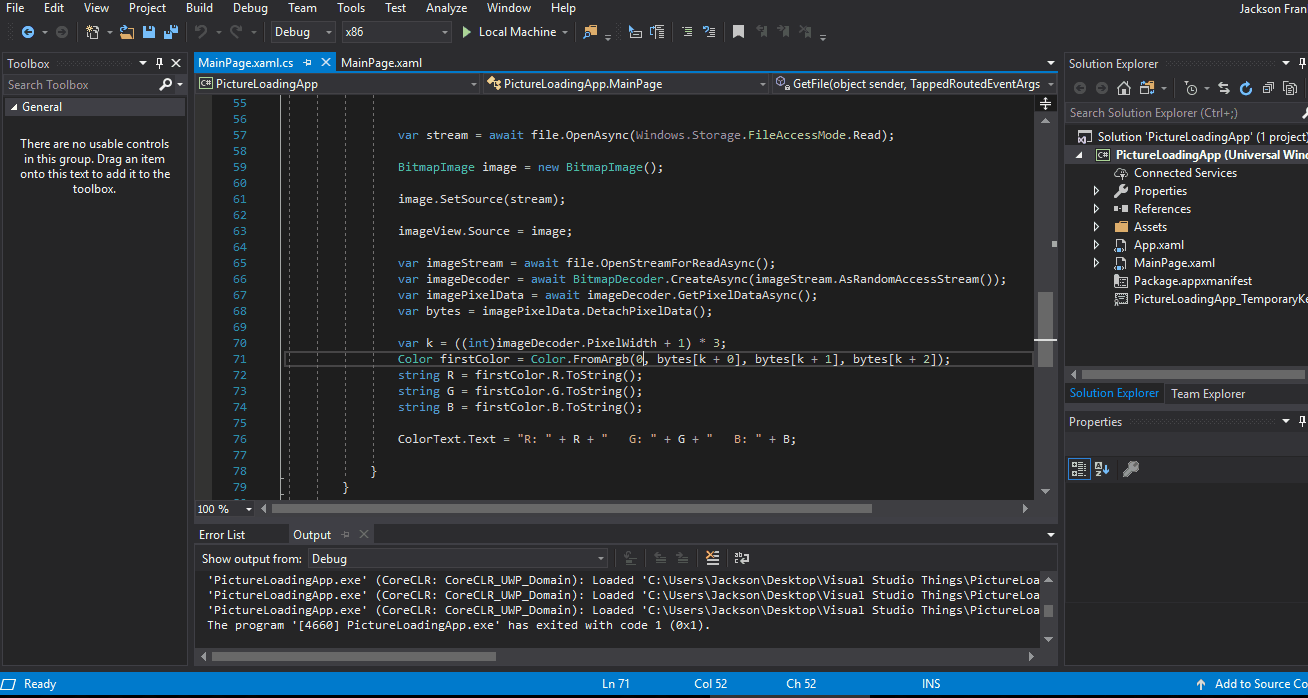 File Edit View Project Build Debug Team Tools Test Analyze Window Help
Jackson Fran
Debug x86 Local Machine
Toolbox
Search Toolbox
General
There are no usable controls
in this group. Drag an item
onto this text to add it to the
toolbox.
MainPage.xaml.cs MainPage.xaml
C# PictureLoadingApp PictureLoadingApp.MainPage GetFile(object sender, TappedRoutedEventArgs
55
56
57 var stream = await file.OpenAsync(Windows.Storage.FileAccessMode.Read);
58
59 BitmapImage image = new BitmapImage();
60
61 image.SetSource(stream);
62
63 imageView.Source = image;
64
65 var imageStream = await file.OpenStreamForReadAsync();
66 var imageDecoder = await BitmapDecoder.CreateAsync(imageStream.AsRandomAccessStream());
67 var imagePixelData = await imageDecoder.GetPixelDataAsync();
68 var bytes = imagePixelData.DetachPixelData();
69
70 var k = ((int)imageDecoder.PixelWidth + 1) * 3;
71 Color firstColor = Color.FromArgb(0, bytes[k + 0], bytes[k + 1], bytes[k + 2]);
72 string R = firstColor.R.ToString();
73 string G = firstColor.G.ToString();
74 string B = firstColor.B.ToString();
75
76 ColorText.Text = "R: " + R + "   G: " + G + "   B: " + B;
77
78 }
79 }
100 %
Error List Output
Show output from: Debug
'PictureLoadingApp.exe' (CoreCLR: CoreCLR_UWP_Domain): Loaded 'C:\Users\Jackson\Desktop\Visual Studio Things\PictureLoa
'PictureLoadingApp.exe' (CoreCLR: CoreCLR_UWP_Domain): Loaded 'C:\Users\Jackson\Desktop\Visual Studio Things\PictureLoa
'PictureLoadingApp.exe' (CoreCLR: CoreCLR_UWP_Domain): Loaded 'C:\Users\Jackson\Desktop\Visual Studio Things\PictureLoa
The program '[4660] PictureLoadingApp.exe' has exited with code 1 (0x1).
Solution Explorer
Search Solution Explorer (Ctrl+;)
Solution 'PictureLoadingApp' (1 project)
C# PictureLoadingApp (Universal Win
Connected Services
Properties
References
Assets
App.xaml
MainPage.xaml
Package.appxmanifest
PictureLoadingApp_TemporaryKe
Solution Explorer Team Explorer
Properties
Ready Ln 71 Col 52 Ch 52 INS Add to Source Co